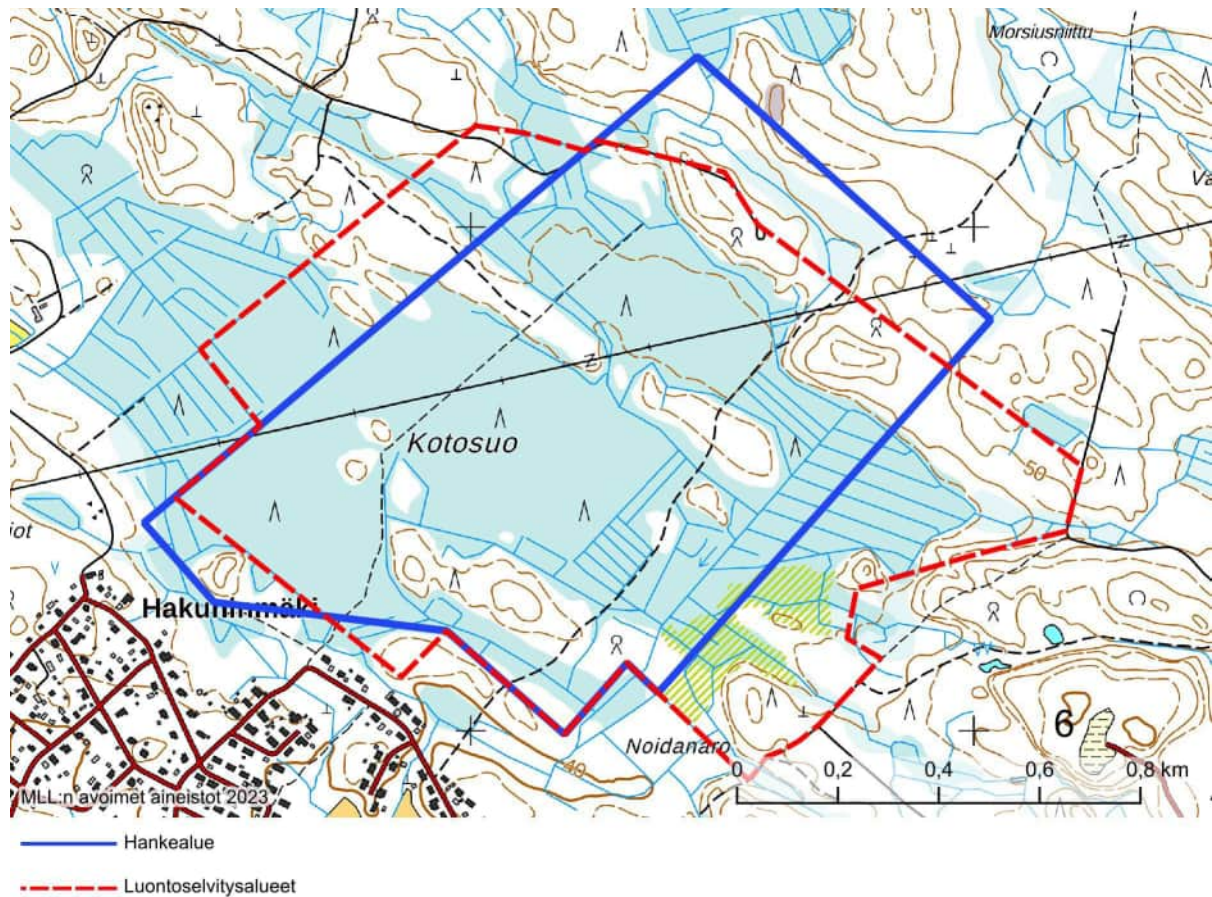 Morsiusniittu
Kotosuo
50
Hakuninmäki
Noidanaro
40
6
0 0,2 0,4 0,6 0,8 km
MLL:n avoimet aineistot 2023
Hankealue
Luontoselvitysalueet